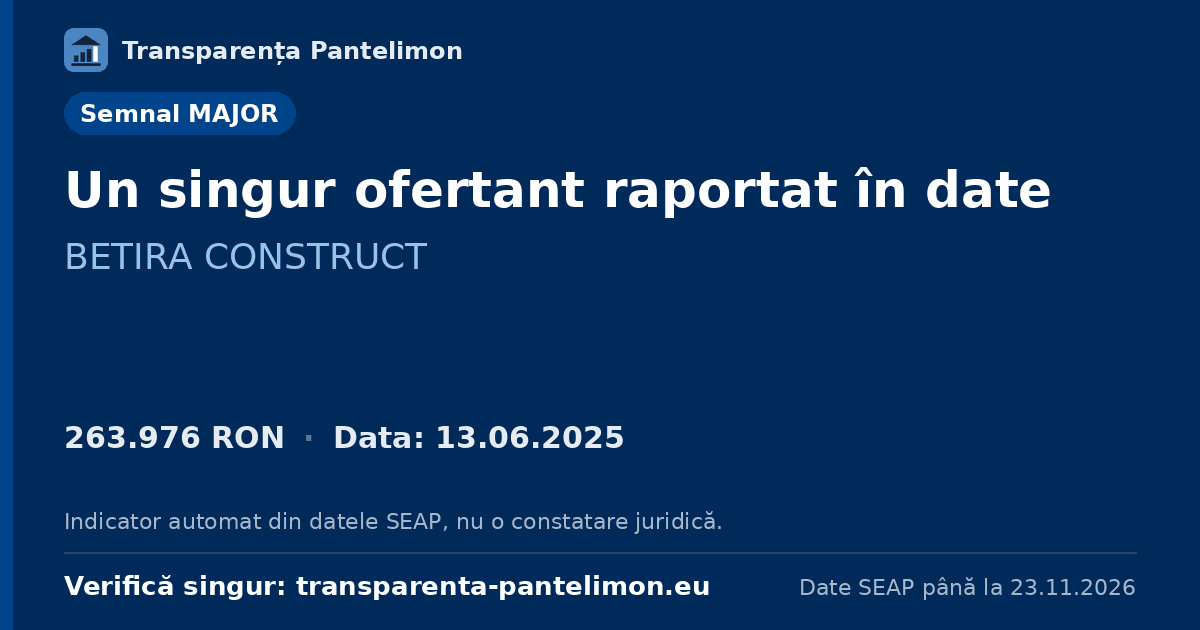 Transparența Pantelimon
Semnal MAJOR
Un singur ofertant raportat în date
BETIRA CONSTRUCT
263.976 RON · Data: 13.06.2025
Indicator automat din datele SEAP, nu o constatare juridică.
Verifică singur: transparenta-pantelimon.eu
Date SEAP până la 23.11.2026